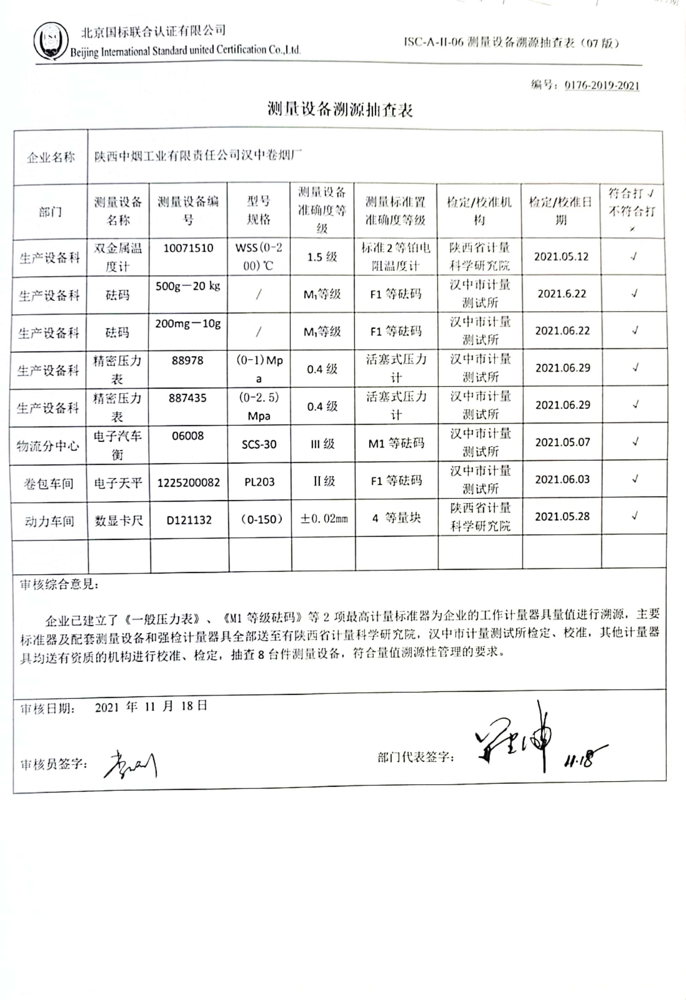 北京国标联合认证有限公司
Beijing International Standard united Certification Co.,Ltd.
ISC-A-II-06 测量设备溯源抽查表（07 版）
编号：0176-2019-2021
测量设备溯源抽查表
企业名称 陕西中烟工业有限责任公司汉中卷烟厂
部门
测量设备
名称
测量设备编
号
型号
规格
测量设备
准确度等
级
测量标准置
准确度等级
检定/校准机
构
检定/校准日
期
符合打√
不符合打
×
生产设备科
双金属温
度计
10071510
WSS(0-2
00)℃
1.5 级
标准2等铂电
阻温度计
陕西省计量
科学研究院
2021.05.12
√
生产设备科
砝码
500g－20 kg
/
M₁等级
F1 等砝码
汉中市计量
测试所
2021.6.22
√
生产设备科
砝码
200mg－10g
/
M₁等级
F1 等砝码
汉中市计量
测试所
2021.06.22
√
生产设备科
精密压力
表
88978
(0-1)Mp
a
0.4 级
活塞式压力
计
汉中市计量
测试所
2021.06.29
√
生产设备科
精密压力
表
887435
(0-2.5)
Mpa
0.4 级
活塞式压力
计
汉中市计量
测试所
2021.06.29
√
物流分中心
电子汽车
衡
06008
SCS-30
III 级
M1 等砝码
汉中市计量
测试所
2021.05.07
√
卷包车间
电子天平
1225200082
PL203
II 级
F1 等砝码
汉中市计量
测试所
2021.06.03
√
动力车间
数显卡尺
D121132
（0-150）
±0.02mm
4 等量块
陕西省计量
科学研究院
2021.05.28
√
审核综合意见：
企业已建立了《一般压力表》、《M1 等级砝码》等 2 项最高计量标准器为企业的工作计量器具量值进行溯源，主要
标准器及配套测量设备和强检计量器具全部送至有陕西省计量科学研究院，汉中市计量测试所检定、校准，其他计量器
具均送有资质的机构进行校准、检定，抽查 8 台件测量设备，符合量值溯源性管理的要求。
审核日期： 2021 年 11 月 18 日
审核员签字：
部门代表签字：
11.18